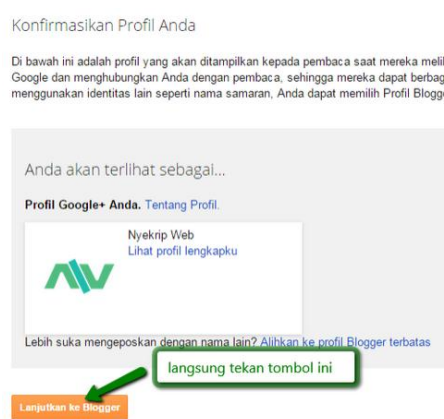 Konfirmasikan Profil Anda
Di bawah ini adalah profil yang akan ditampilkan kepada pembaca saat mereka
Google dan menghubungkan Anda dengan pembaca, sehingga mereka dapat
menggunakan identitas lain seperti nama samaran, Anda dapat memilih Profil
Anda akan terlihat sebagai...
Profil Google+ Anda. Tentang Profil.
Nyekrip Web
Lihat profil lengkapku
Lebih suka mengeposkan dengan nama lain? Alihkan ke profil Blogger terbatas
langsung tekan tombol ini
Lanjutkan ke Blogger